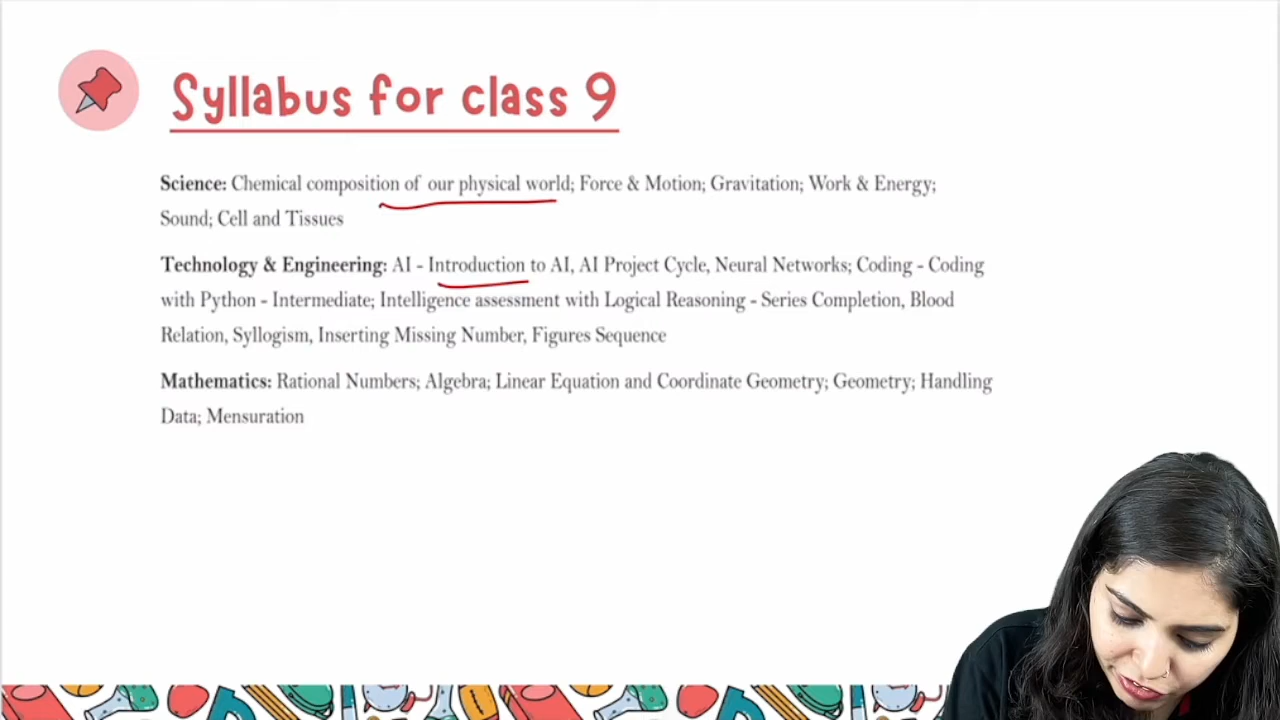 Syllabus for class 9
Science: Chemical composition of our physical world; Force & Motion; Gravitation; Work & Energy;
Sound; Cell and Tissues
Technology & Engineering: AI - Introduction to AI, AI Project Cycle, Neural Networks; Coding - Coding
with Python - Intermediate; Intelligence assessment with Logical Reasoning - Series Completion, Blood
Relation, Syllogism, Inserting Missing Number, Figures Sequence
Mathematics: Rational Numbers; Algebra; Linear Equation and Coordinate Geometry; Geometry; Handling
Data; Mensuration